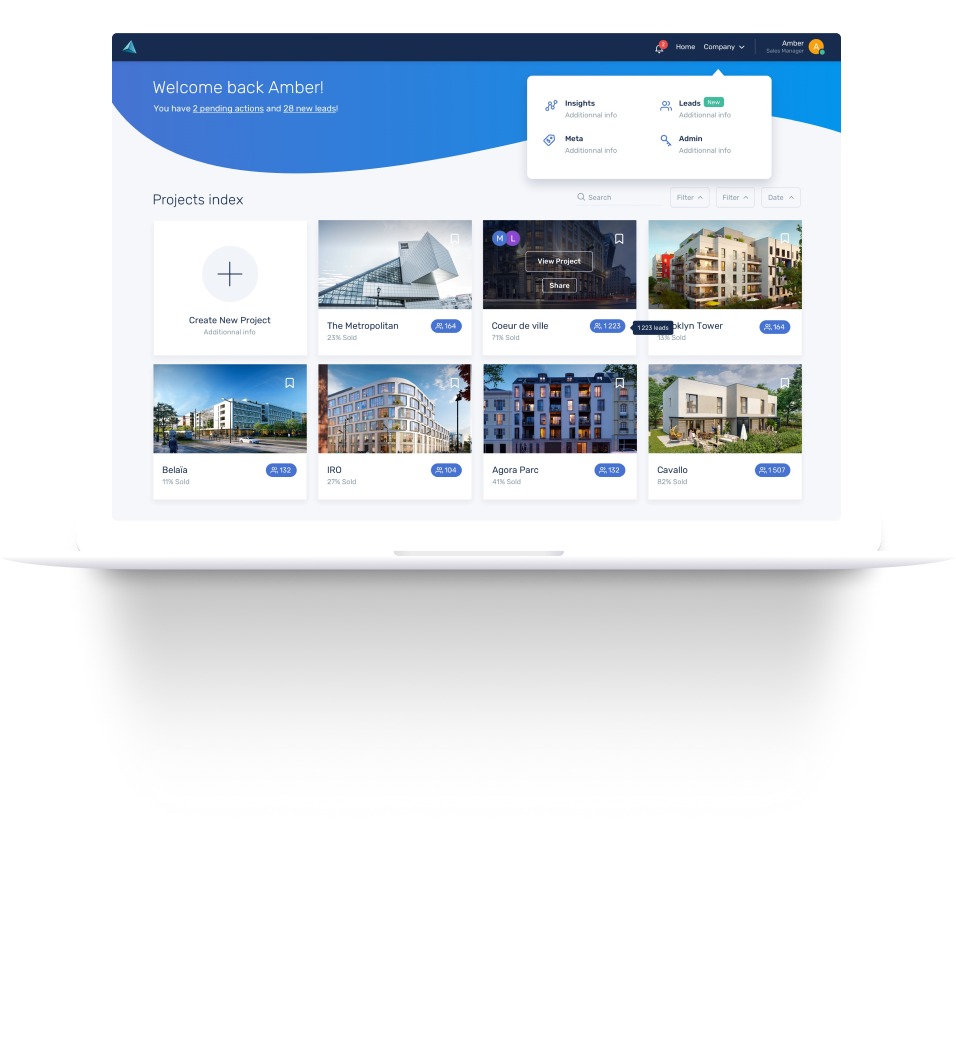 2
Home
Company
Amber
Sales Manager
A
Welcome back Amber!
You have 2 pending actions and 28 new leads!
Insights
Additionnal info
Leads New
Additionnal info
Meta
Additionnal info
Admin
Additionnal info
Projects index
Search
Filter
Filter
Date
Create New Project
Additionnal info
The Metropolitan
164
23% Sold
M L
View Project
Share
Coeur de ville
1 223
71% Sold
1 223 leads
oklyn Tower
164
13% Sold
Belaïa
132
11% Sold
IRO
104
27% Sold
Agora Parc
132
41% Sold
Cavallo
1 507
82% Sold